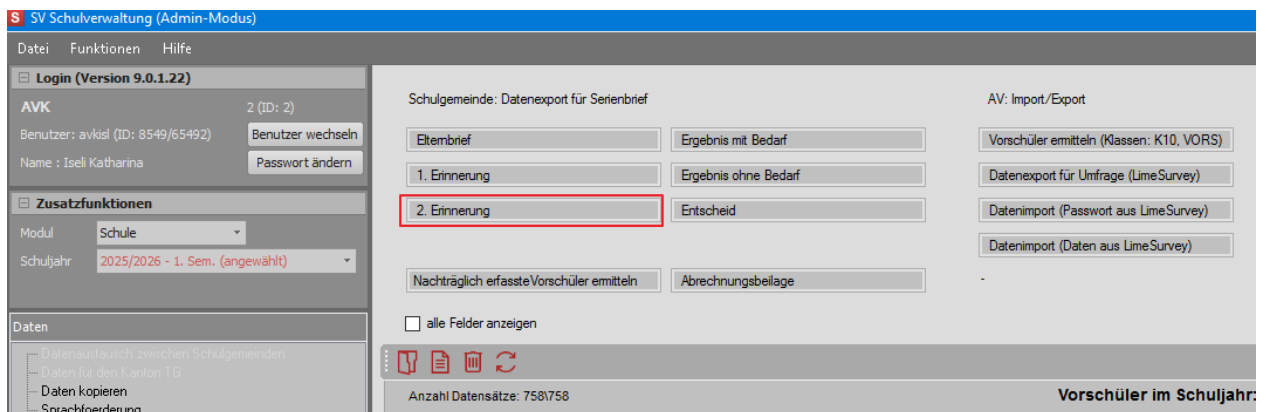 S SV Schulverwaltung (Admin-Modus)
Datei Funktionen Hilfe
Login (Version 9.0.1.22)
AVK 2 (ID: 2)
Benutzer: avkisl (ID: 8549/65492) Benutzer wechseln
Name : Iseli Katharina Passwort ändern
Zusatzfunktionen
Modul Schule
Schuljahr 2025/2026 - 1. Sem. (angewählt)
Daten
Datenaustausch zwischen Schulgemeinden
Daten für den Kanton TG
Daten kopieren
Sprachfoerderung
Schulgemeinde: Datenexport für Serienbrief AV: Import/Export
Elternbrief Ergebnis mit Bedarf Vorschüler ermitteln (Klassen: K10, VORS)
1. Erinnerung Ergebnis ohne Bedarf Datenexport für Umfrage (LimeSurvey)
2. Erinnerung Entscheid Datenimport (Passwort aus LimeSurvey)
Datenimport (Daten aus LimeSurvey)
Nachträglich erfassteVorschüler ermitteln Abrechnungsbeilage -
alle Felder anzeigen
Anzahl Datensätze: 758\758 Vorschüler im Schuljahr: